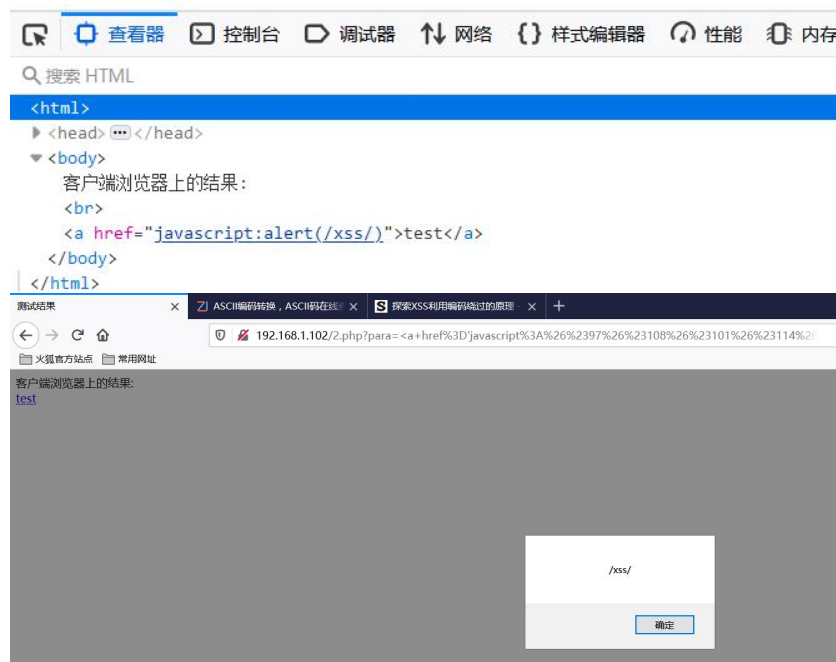 查看器 控制台 调试器 网络 {} 样式编辑器 性能 内存
搜索 HTML
<html>
<head> ••• </head>
<body>
客户端浏览器上的结果:
<br>
<a href="javascript:alert(/xss/)">test</a>
</body>
</html>
测试结果 × ASCII编码转换，ASCII码在线 × S 探索XSS利用编码绕过的原理 - × +
192.168.1.102/2.php?para=<a+href%3D'javascript%3A%26%2397%26%23108%26%23101%26%23114%2
火狐官方站点 常用网址
客户端浏览器上的结果:
test
/xss/
确定